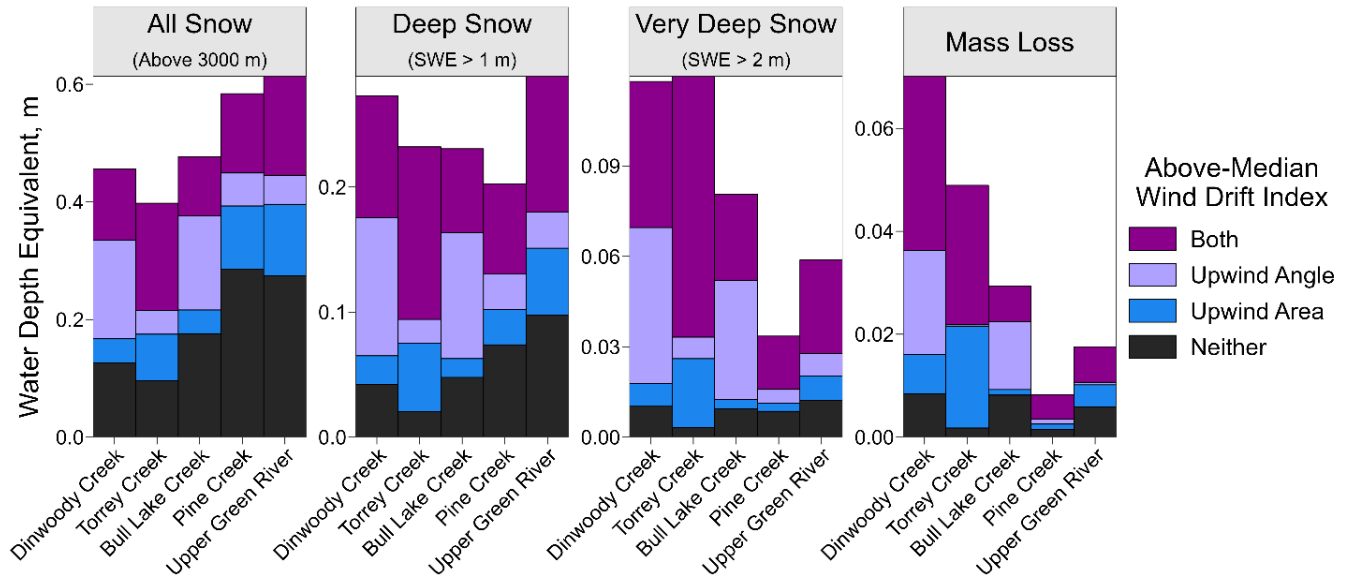 All Snow
(Above 3000 m)
Deep Snow
(SWE > 1 m)
Very Deep Snow
(SWE > 2 m)
Mass Loss
Water Depth Equivalent, m
0.6
0.4
0.2
0.0
0.2
0.1
0.0
0.09
0.06
0.03
0.00
0.06
0.04
0.02
0.00
Dinwoody Creek
Torrey Creek
Bull Lake Creek
Pine Creek
Upper Green River
Dinwoody Creek
Torrey Creek
Bull Lake Creek
Pine Creek
Upper Green River
Dinwoody Creek
Torrey Creek
Bull Lake Creek
Pine Creek
Upper Green River
Dinwoody Creek
Torrey Creek
Bull Lake Creek
Pine Creek
Upper Green River
Above-Median
Wind Drift Index
Both
Upwind Angle
Upwind Area
Neither